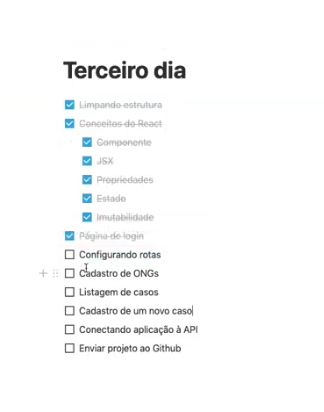 Terceiro dia
Limpando estrutura
Conceitos do React
Componente
JSX
Propriedades
Estado
Imutabilidade
Página de login
Configurando rotas
Cadastro de ONGs
Listagem de casos
Cadastro de um novo caso
Conectando aplicação à API
Enviar projeto ao Github